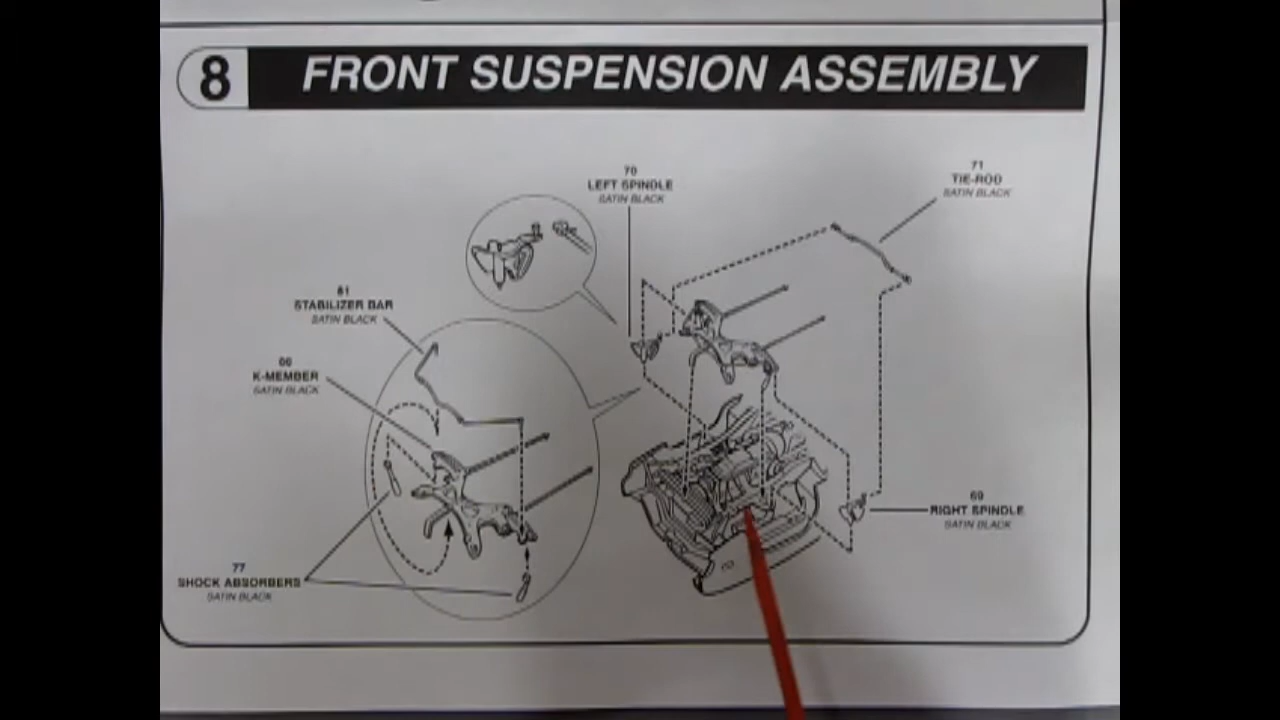 8 FRONT SUSPENSION ASSEMBLY
70
LEFT SPINDLE
SATIN BLACK
71
TIE-ROD
SATIN BLACK
81
STABILIZER BAR
SATIN BLACK
66
K-MEMBER
SATIN BLACK
69
RIGHT SPINDLE
SATIN BLACK
77
SHOCK ABSORBERS
SATIN BLACK